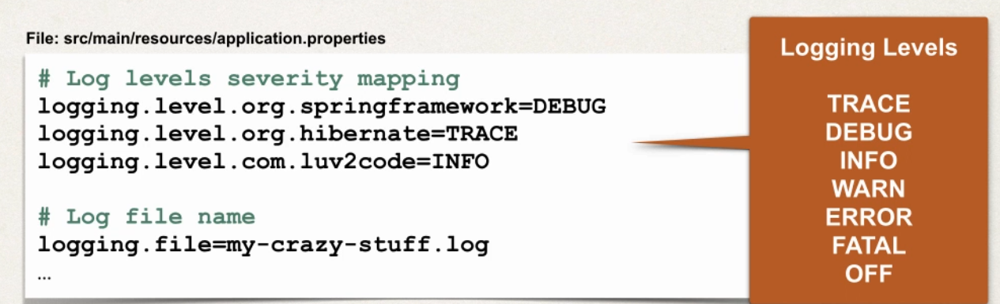 File: src/main/resources/application.properties
# Log levels severity mapping
logging.level.org.springframework=DEBUG
logging.level.org.hibernate=TRACE
logging.level.com.luv2code=INFO
# Log file name
logging.file=my-crazy-stuff.log
...
Logging Levels
TRACE
DEBUG
INFO
WARN
ERROR
FATAL
OFF